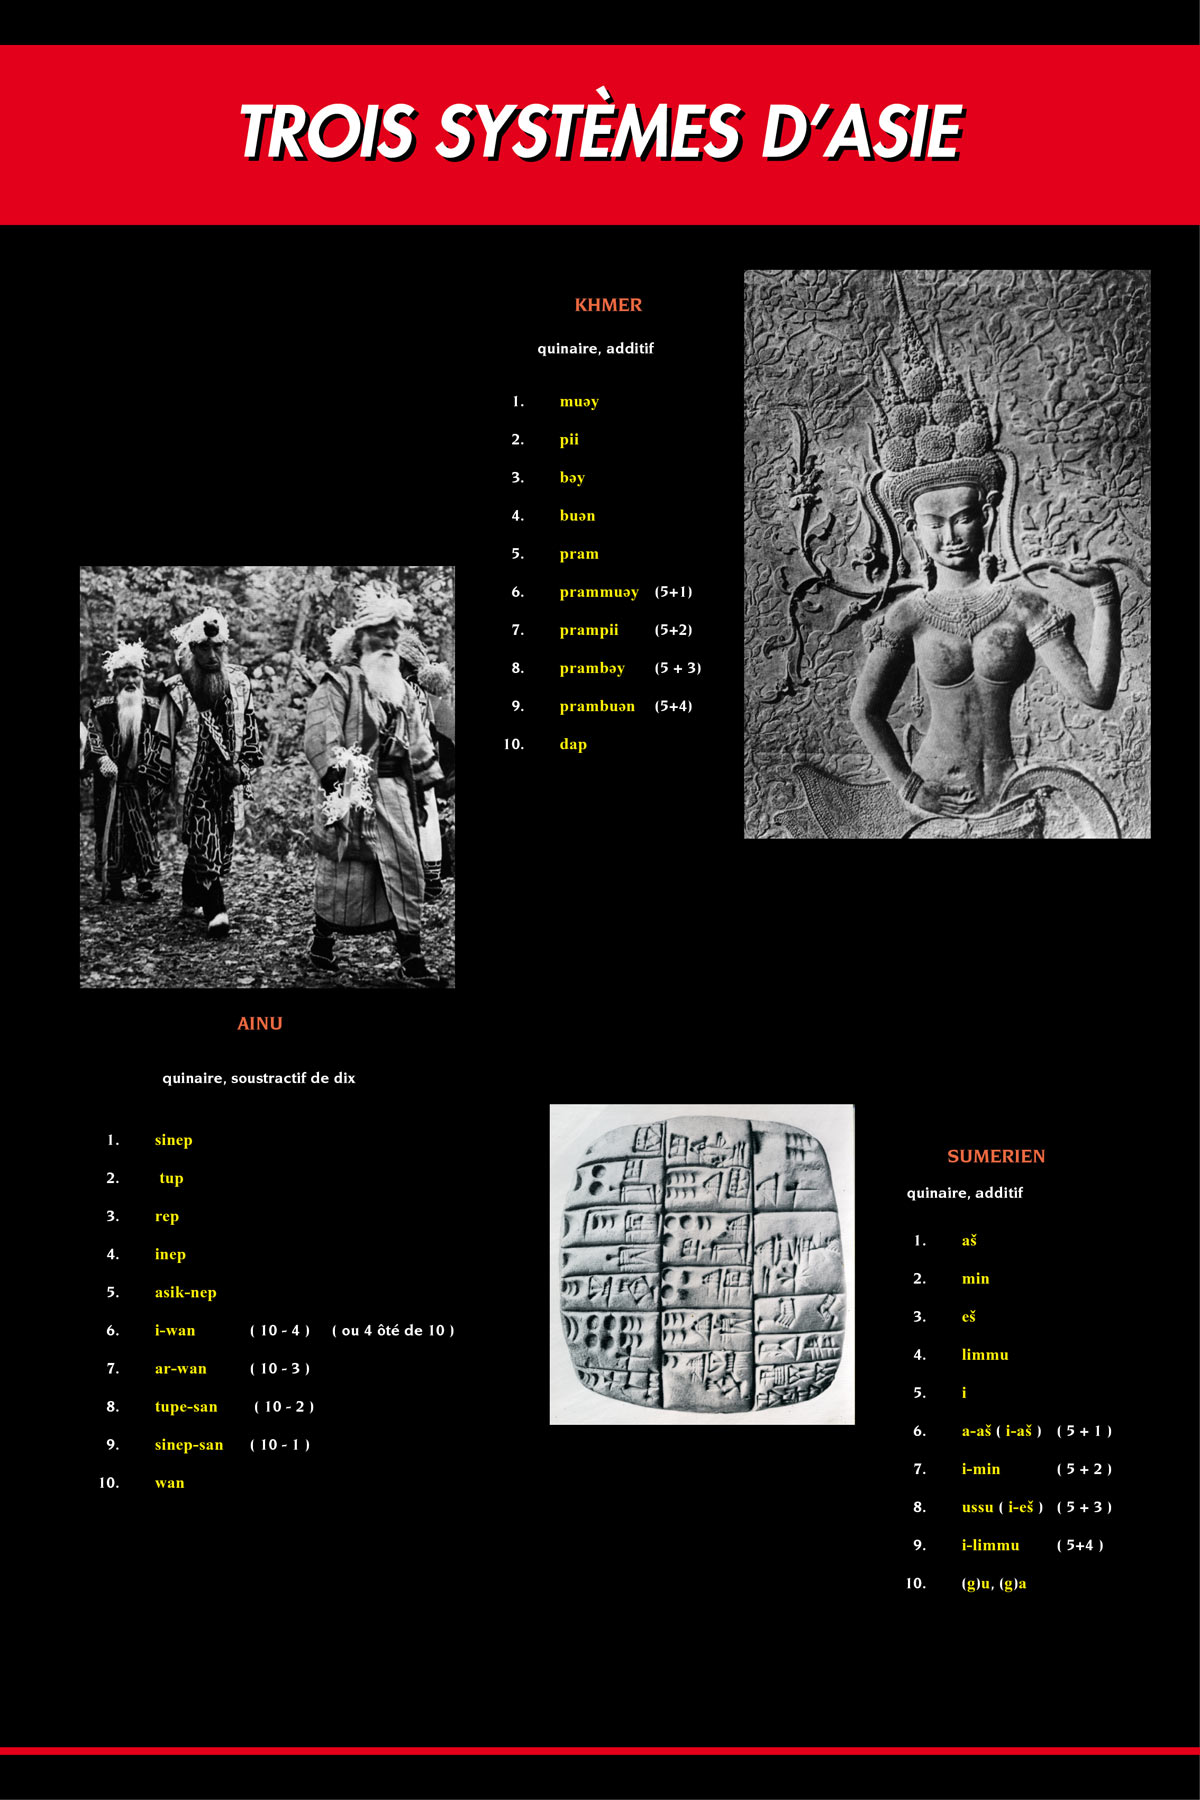 TROIS SYSTÈMES D'ASIE
KHMER
quinaire, additif
1. muəy
2. pii
3. bəy
4. buən
5. pram
6. prammuəy (5+1)
7. prampii (5+2)
8. prambəy (5 + 3)
9. prambuən (5+4)
10. dap
AINU
quinaire, soustractif de dix
1. sinep
2. tup
3. rep
4. inep
5. asik-nep
6. i-wan ( 10 - 4 ) ( ou 4 ôté de 10 )
7. ar-wan ( 10 - 3 )
8. tupe-san ( 10 - 2 )
9. sinep-san ( 10 - 1 )
10. wan
SUMERIEN
quinaire, additif
1. aš
2. min
3. eš
4. limmu
5. i
6. a-aš ( i-aš ) ( 5 + 1 )
7. i-min ( 5 + 2 )
8. ussu ( i-eš ) ( 5 + 3 )
9. i-limmu ( 5+4 )
10. (g)u, (g)a